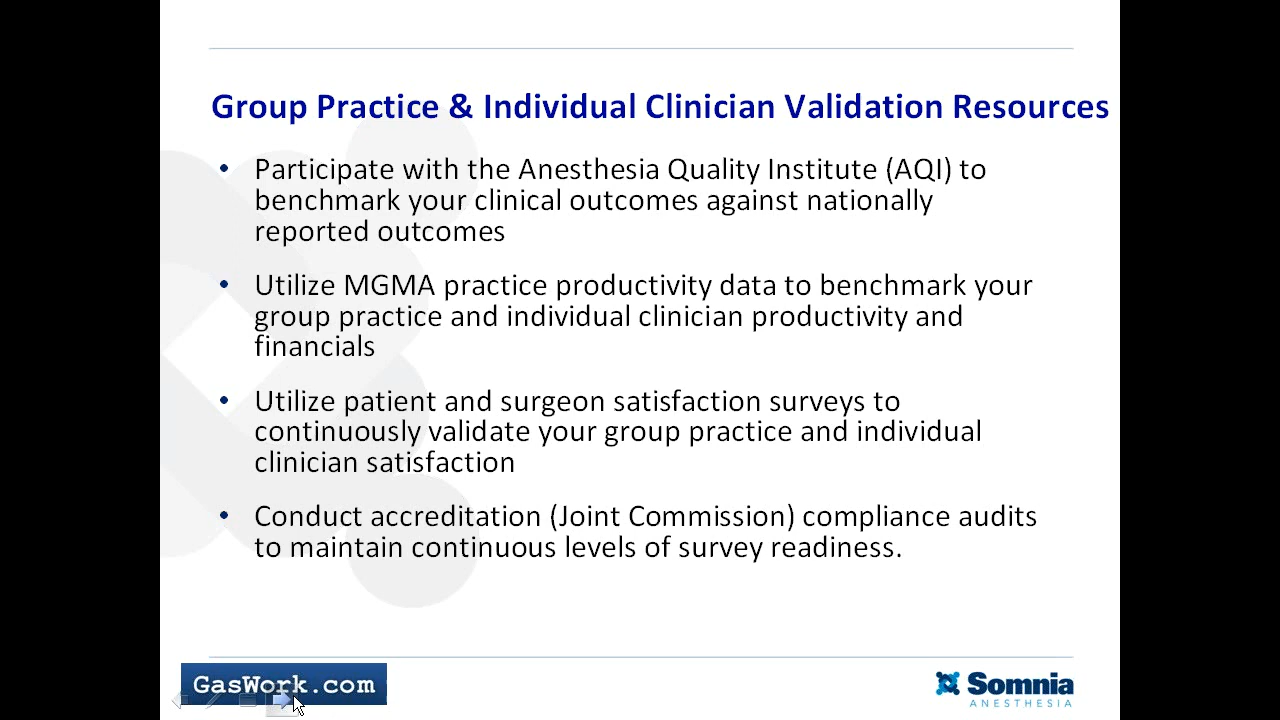 Group Practice & Individual Clinician Validation Resources
• Participate with the Anesthesia Quality Institute (AQI) to
benchmark your clinical outcomes against nationally
reported outcomes
• Utilize MGMA practice productivity data to benchmark your
group practice and individual clinician productivity and
financials
• Utilize patient and surgeon satisfaction surveys to
continuously validate your group practice and individual
clinician satisfaction
• Conduct accreditation (Joint Commission) compliance audits
to maintain continuous levels of survey readiness.
GasWork.com
Somnia
ANESTHESIA